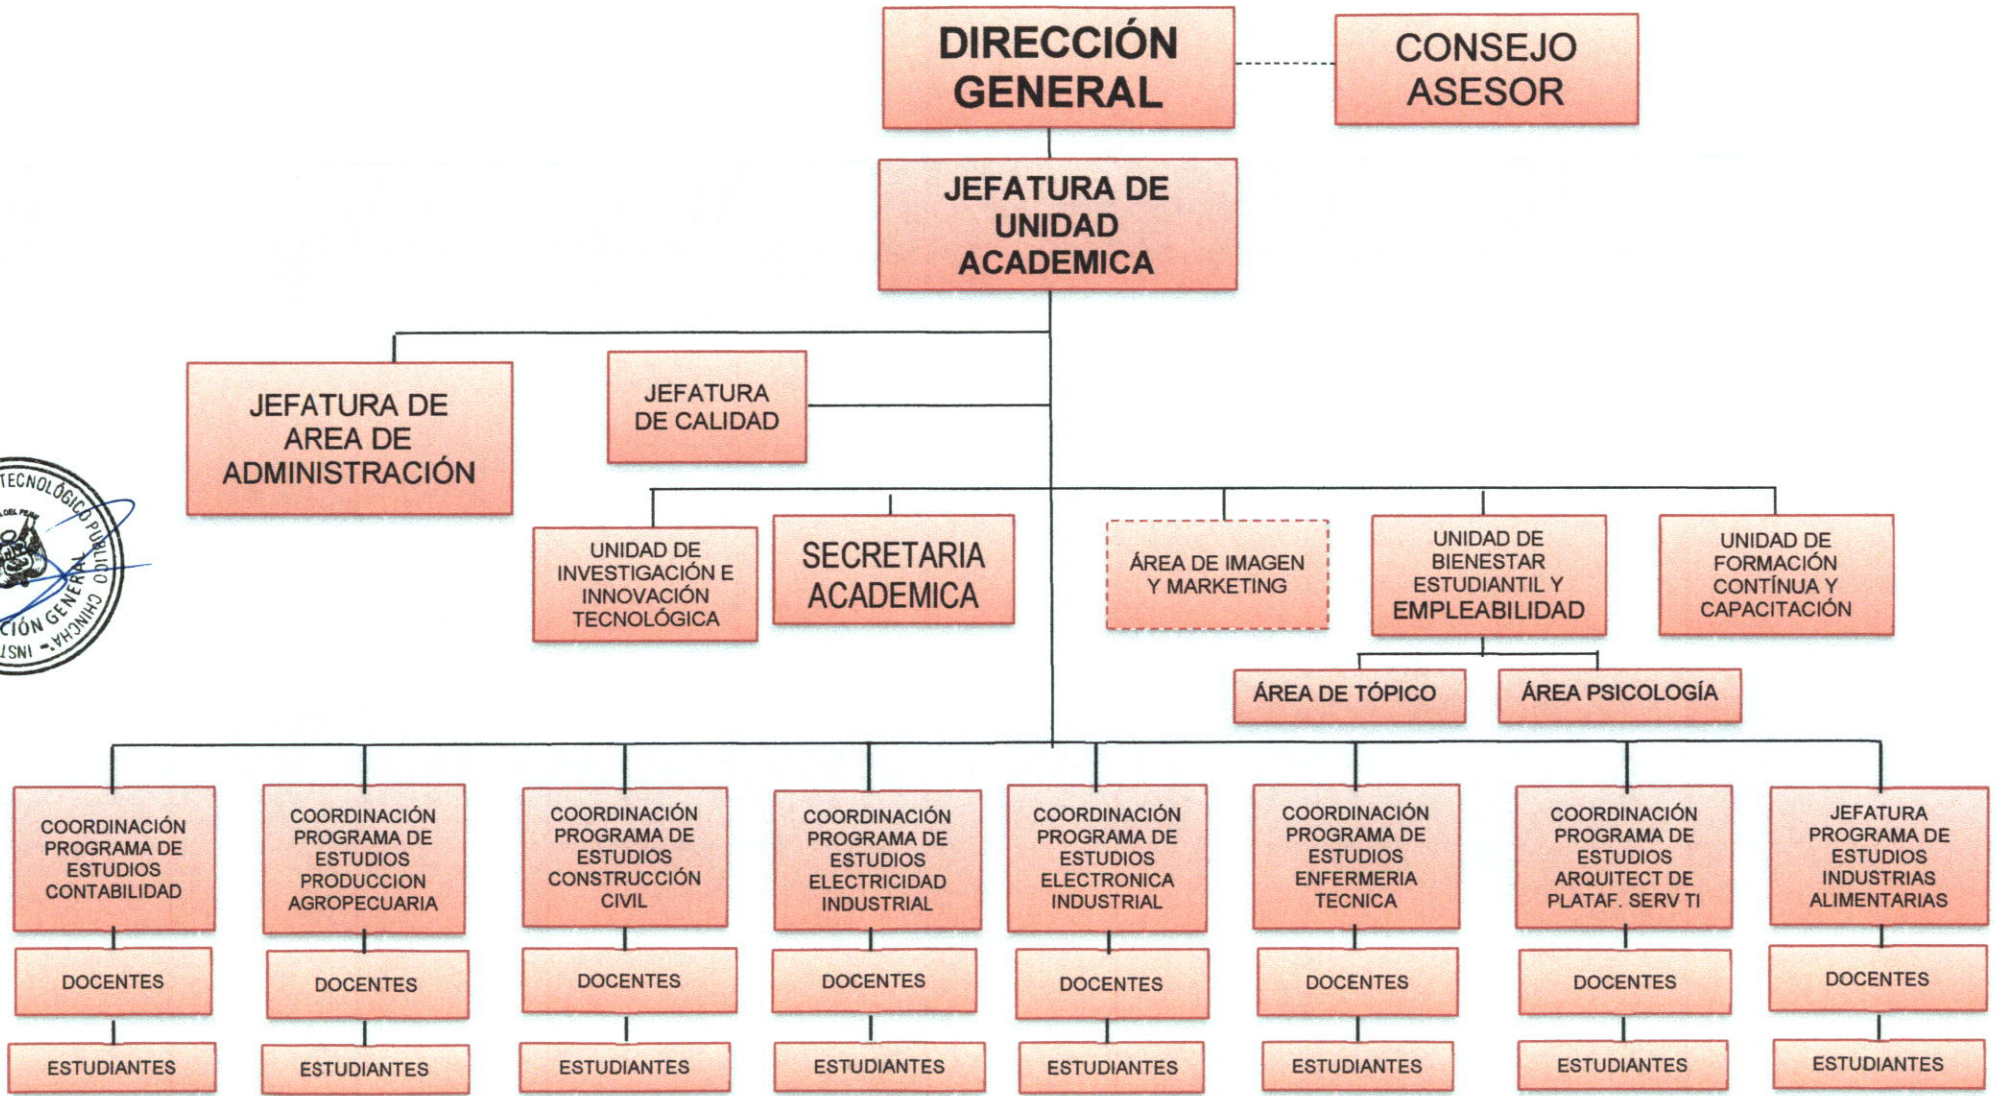 DIRECCIÓN
GENERAL
CONSEJO
ASESOR
JEFATURA DE
UNIDAD
ACADEMICA
JEFATURA DE
AREA DE
ADMINISTRACIÓN
JEFATURA
DE CALIDAD
TECNOLÓGICO PÚBLICO CHINCHA
INST
GENERAL
UNIDAD DE
INVESTIGACIÓN E
INNOVACIÓN
TECNOLÓGICA
SECRETARIA
ACADEMICA
ÁREA DE IMAGEN
Y MARKETING
UNIDAD DE
BIENESTAR
ESTUDIANTIL Y
EMPLEABILIDAD
UNIDAD DE
FORMACIÓN
CONTÍNUA Y
CAPACITACIÓN
ÁREA DE TÓPICO
ÁREA PSICOLOGÍA
COORDINACIÓN
PROGRAMA DE
ESTUDIOS
CONTABILIDAD
COORDINACIÓN
PROGRAMA DE
ESTUDIOS
PRODUCCION
AGROPECUARIA
COORDINACIÓN
PROGRAMA DE
ESTUDIOS
CONSTRUCCIÓN
CIVIL
COORDINACIÓN
PROGRAMA DE
ESTUDIOS
ELECTRICIDAD
INDUSTRIAL
COORDINACIÓN
PROGRAMA DE
ESTUDIOS
ELECTRONICA
INDUSTRIAL
COORDINACIÓN
PROGRAMA DE
ESTUDIOS
ENFERMERIA
TECNICA
COORDINACIÓN
PROGRAMA DE
ESTUDIOS
ARQUITECT DE
PLATAF. SERV TI
JEFATURA
PROGRAMA DE
ESTUDIOS
INDUSTRIAS
ALIMENTARIAS
DOCENTES
DOCENTES
DOCENTES
DOCENTES
DOCENTES
DOCENTES
DOCENTES
DOCENTES
ESTUDIANTES
ESTUDIANTES
ESTUDIANTES
ESTUDIANTES
ESTUDIANTES
ESTUDIANTES
ESTUDIANTES
ESTUDIANTES